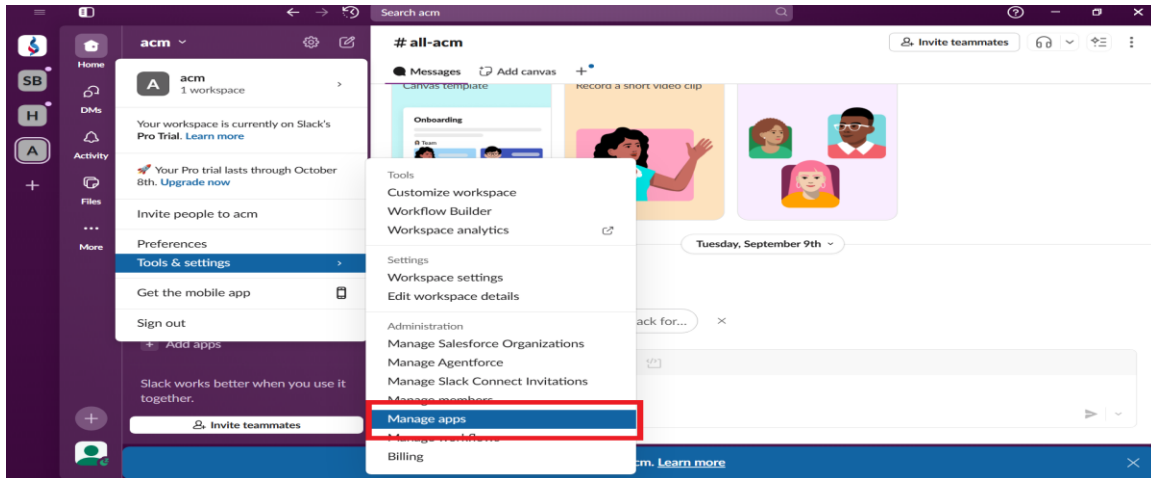 Search acm
SB
H
A
Home
DMs
Activity
Files
More
acm
A
acm
1 workspace
Your workspace is currently on Slack's
Pro Trial. Learn more
🚀 Your Pro trial lasts through October
8th. Upgrade now
Invite people to acm
Preferences
Tools & settings
Get the mobile app
Sign out
+ Add apps
Slack works better when you use it
together.
Invite teammates
Tools
Customize workspace
Workflow Builder
Workspace analytics
Settings
Workspace settings
Edit workspace details
Administration
Manage Salesforce Organizations
Manage Agentforce
Manage Slack Connect Invitations
Manage members
Manage apps
Manage workflows
Billing
# all-acm
Invite teammates
Messages
Add canvas
Canvas template
Record a short video clip
Onboarding
Team
Tuesday, September 9th
ack for...
cm. Learn more